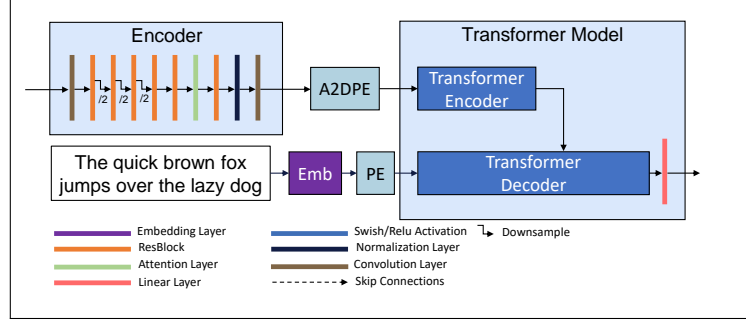 Encoder
Transformer Model
/2
/2
/2
A2DPE
Transformer
Encoder
The quick brown fox
jumps over the lazy dog
Emb
PE
Transformer
Decoder
Embedding Layer
Swish/Relu Activation
Downsample
ResBlock
Normalization Layer
Attention Layer
Convolution Layer
Linear Layer
Skip Connections